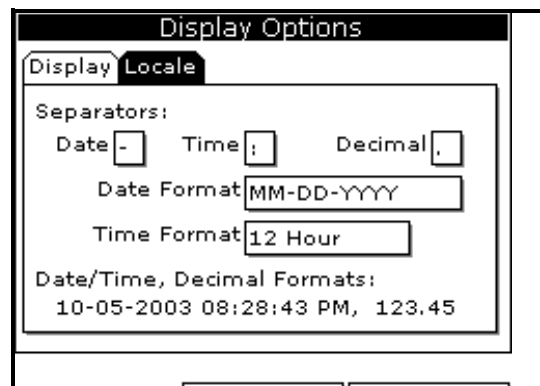 Display Options
Display Locale
Separators:
Date - Time : Decimal .
Date Format MM-DD-YYYY
Time Format 12 Hour
Date/Time, Decimal Formats:
10-05-2003 08:28:43 PM, 123.45